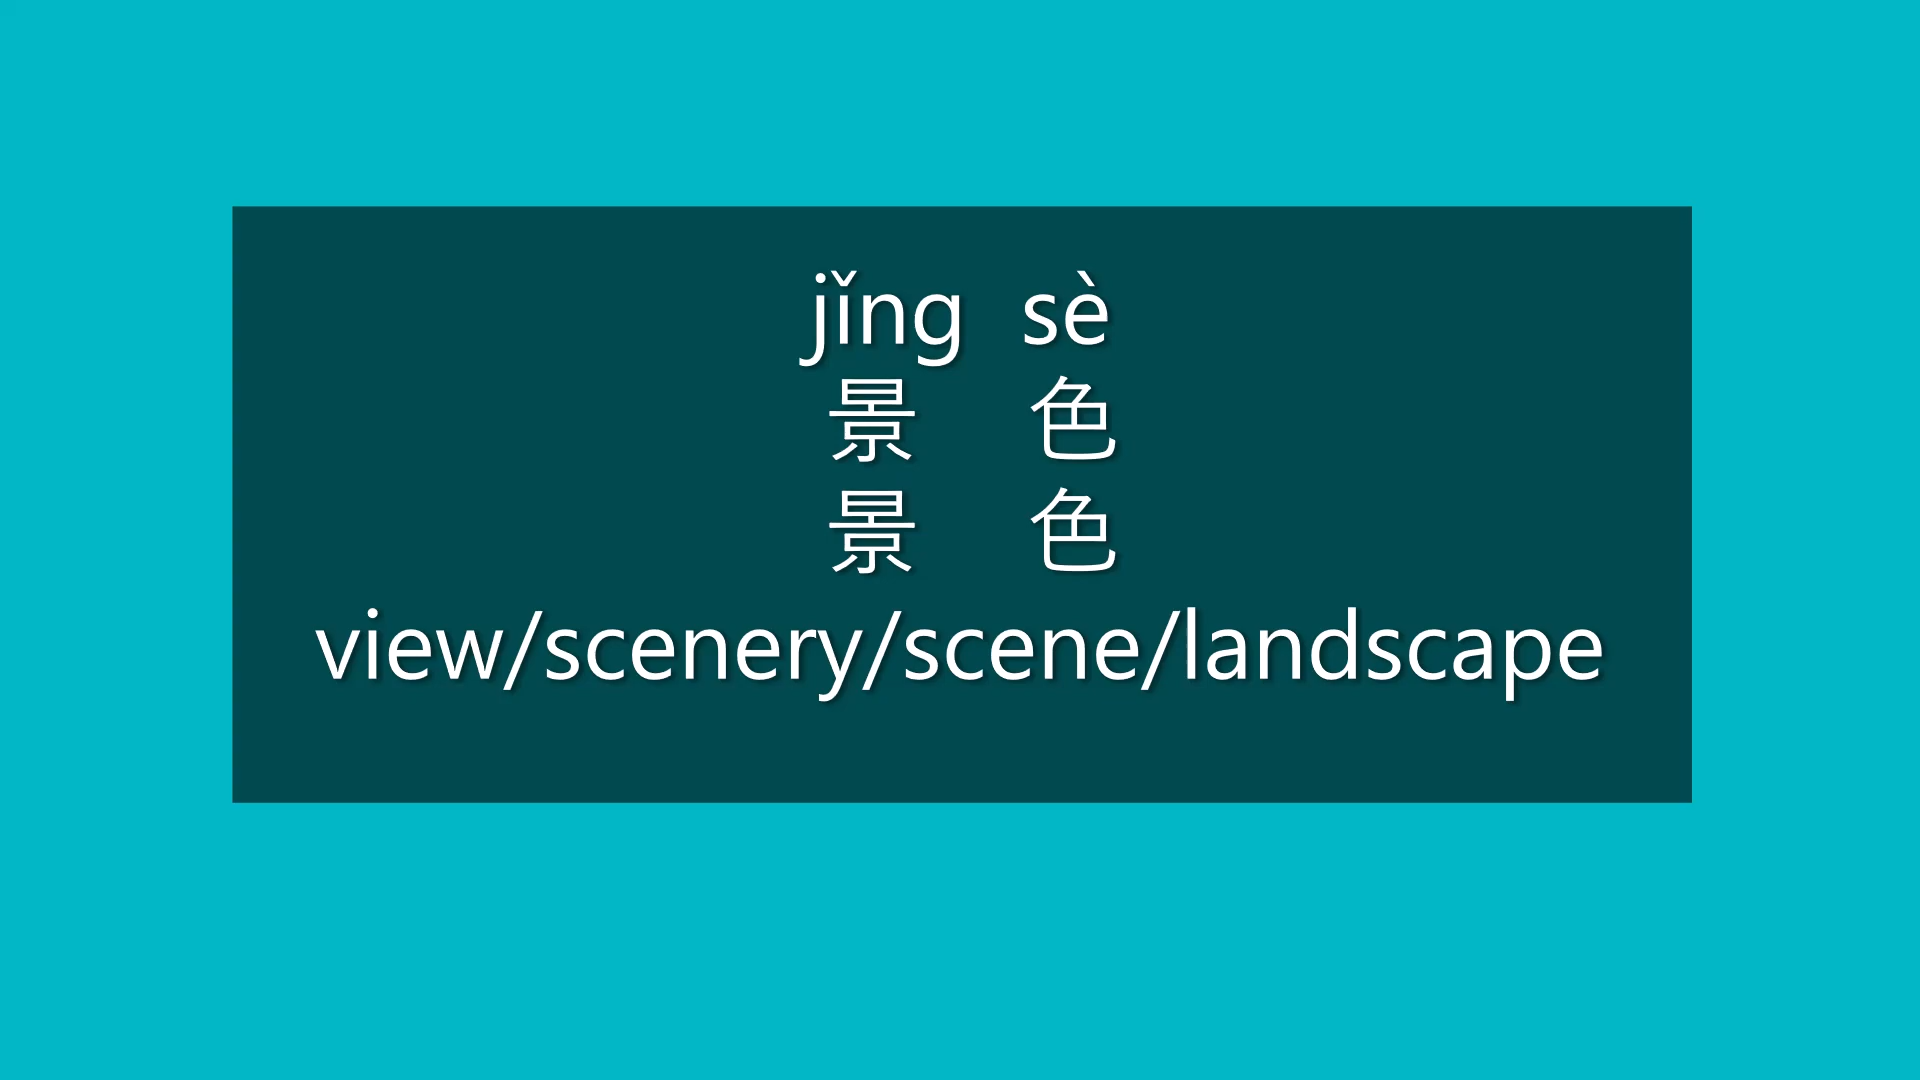 jǐng sè
景 色
景 色
view/scenery/scene/landscape